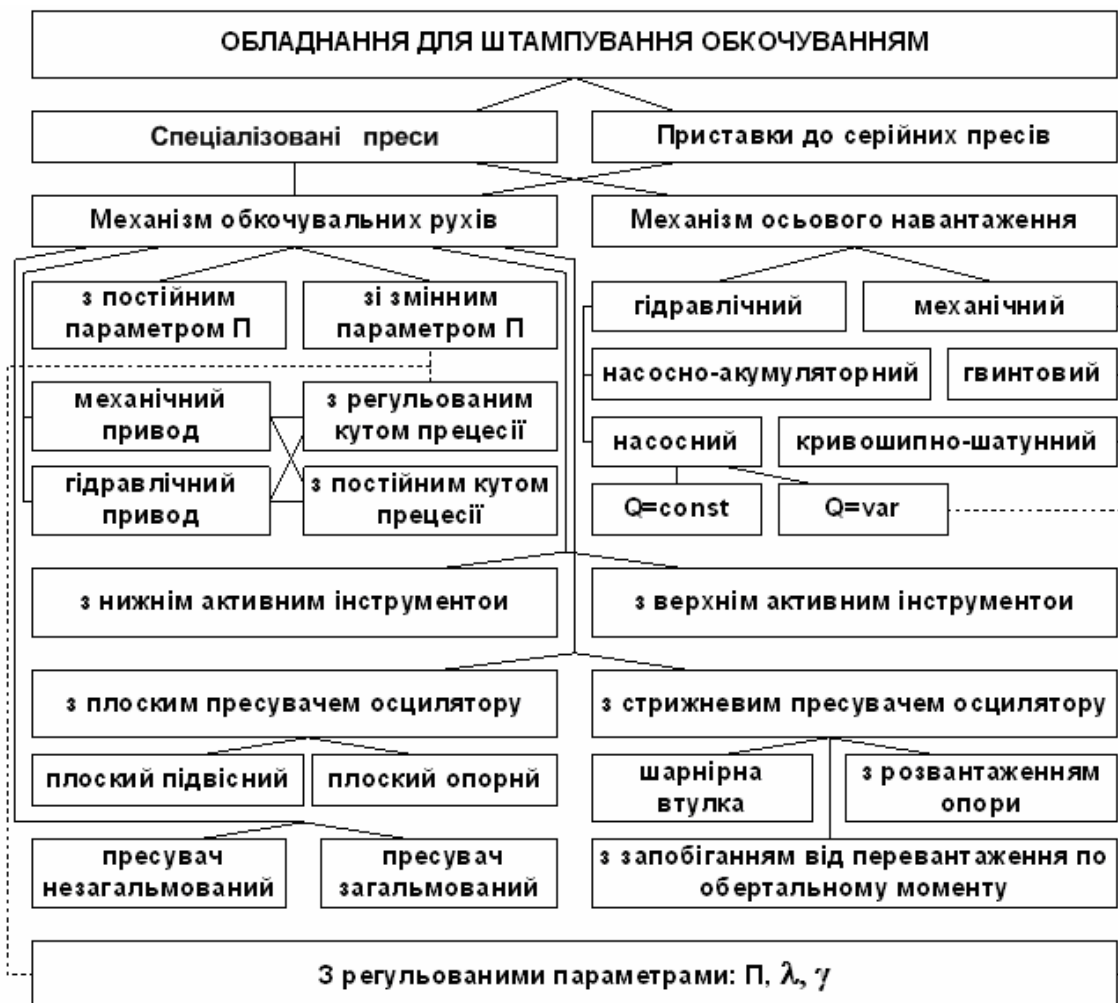 ОБЛАДНАННЯ ДЛЯ ШТАМПУВАННЯ ОБКОЧУВАННЯМ
Спеціалізовані преси
Приставки до серійних пресів
Механізм обкочувальних рухів
Механізм осьового навантаження
з постійним
параметром П
зі змінним
параметром П
гідравлічний
механічний
насосно-акумуляторний
гвинтовий
механічний
привод
з регульованим
кутом прецесії
насосний
кривошипно-шатунний
гідравлічний
привод
з постійним кутом
прецесії
Q=const
Q=var
з нижнім активним інструментои
з верхнім активним інструментои
з плоским пресувачем осцилятору
з стрижневим пресувачем осцилятору
плоский підвісний
плоский опорнй
шарнірна
втулка
з розвантаженням
опори
пресувач
незагальмований
пресувач
загальмований
з запобіганням від перевантаження по
обертальному моменту
З регульованими параметрами: П, λ, γ